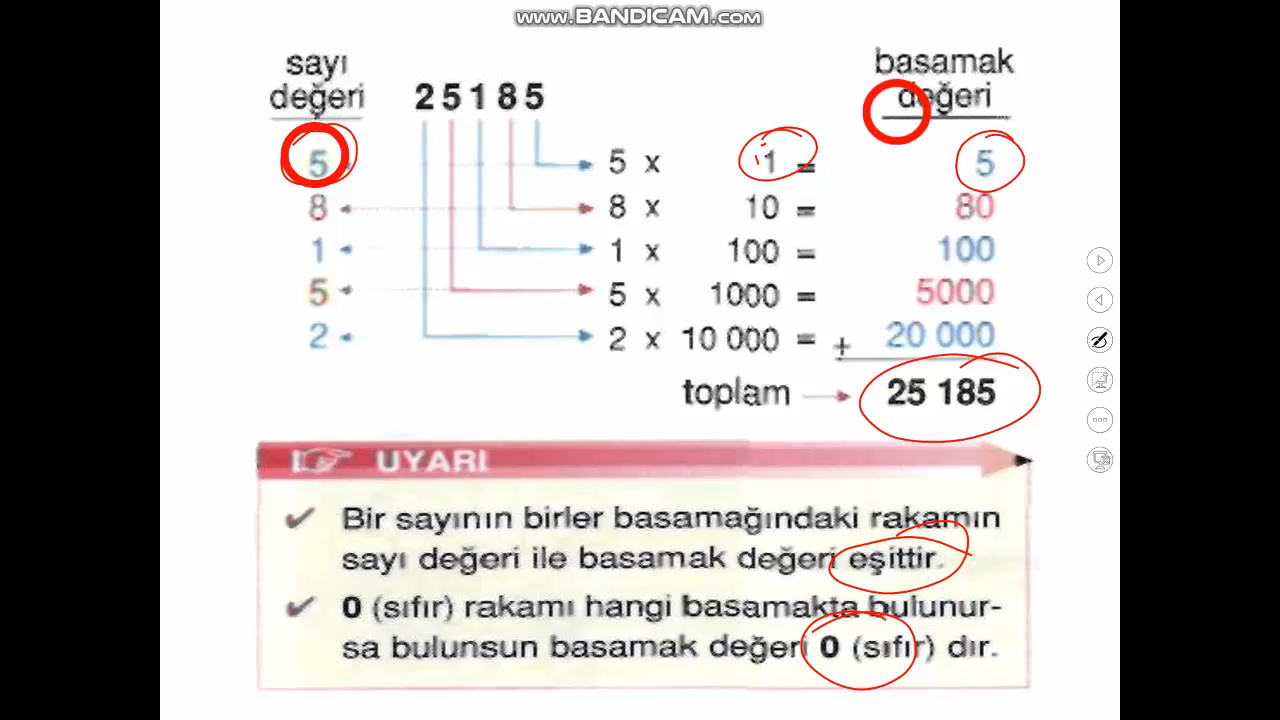 www.BANDICAM.com
sayı değeri
25185
basamak değeri
5 5 x 1 = 5
8 8 x 10 = 80
1 1 x 100 = 100
5 5 x 1000 = 5000
2 2 x 10 000 = + 20 000
toplam 25 185
UYARI
✔ Bir sayının birler basamağındaki rakamın
sayı değeri ile basamak değeri eşittir.
✔ 0 (sıfır) rakamı hangi basamakta bulunur-
sa bulunsun basamak değeri 0 (sıfır) dır.